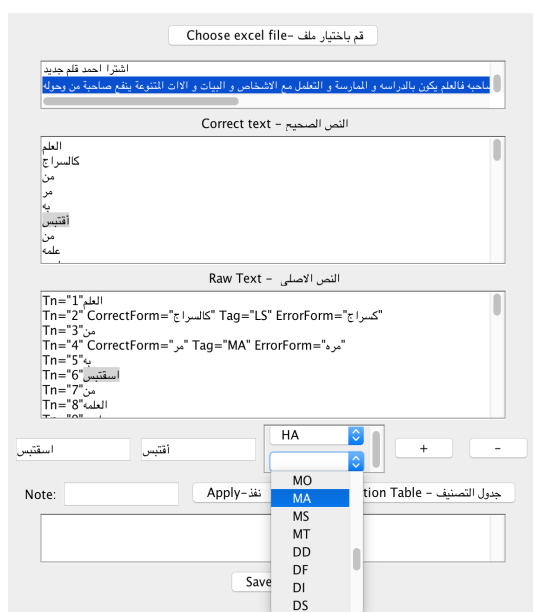 Choose excel file- قم باختيار ملف
اشترا احمد قلم جديد
ساحبه فالعلم يكون بالدراسه و الممارسة و التعلمل مع الاشخاص و البيات و الاات المتنوعة ينفع صاحبة من وحوله
Correct text - النص الصحيح
العلم
كالسراج
من
مر
به
أقتبس
من
علمه
Raw Text - النص الاصلي
Tn="1"العلم
Tn="2" CorrectForm="كالسراج" Tag="LS" ErrorForm="كسراج"
Tn="3"من
Tn="4" CorrectForm="مر" Tag="MA" ErrorForm="مره"
Tn="5"به
Tn="6"اسقتبس
Tn="7"من
Tn="8"العلمه
HA
اسقتبس أقتبس + -
MO
Note: Apply-نفذ MA tion Table - جدول التصنيف
MS
MT
DD
DF
Save DI
DS